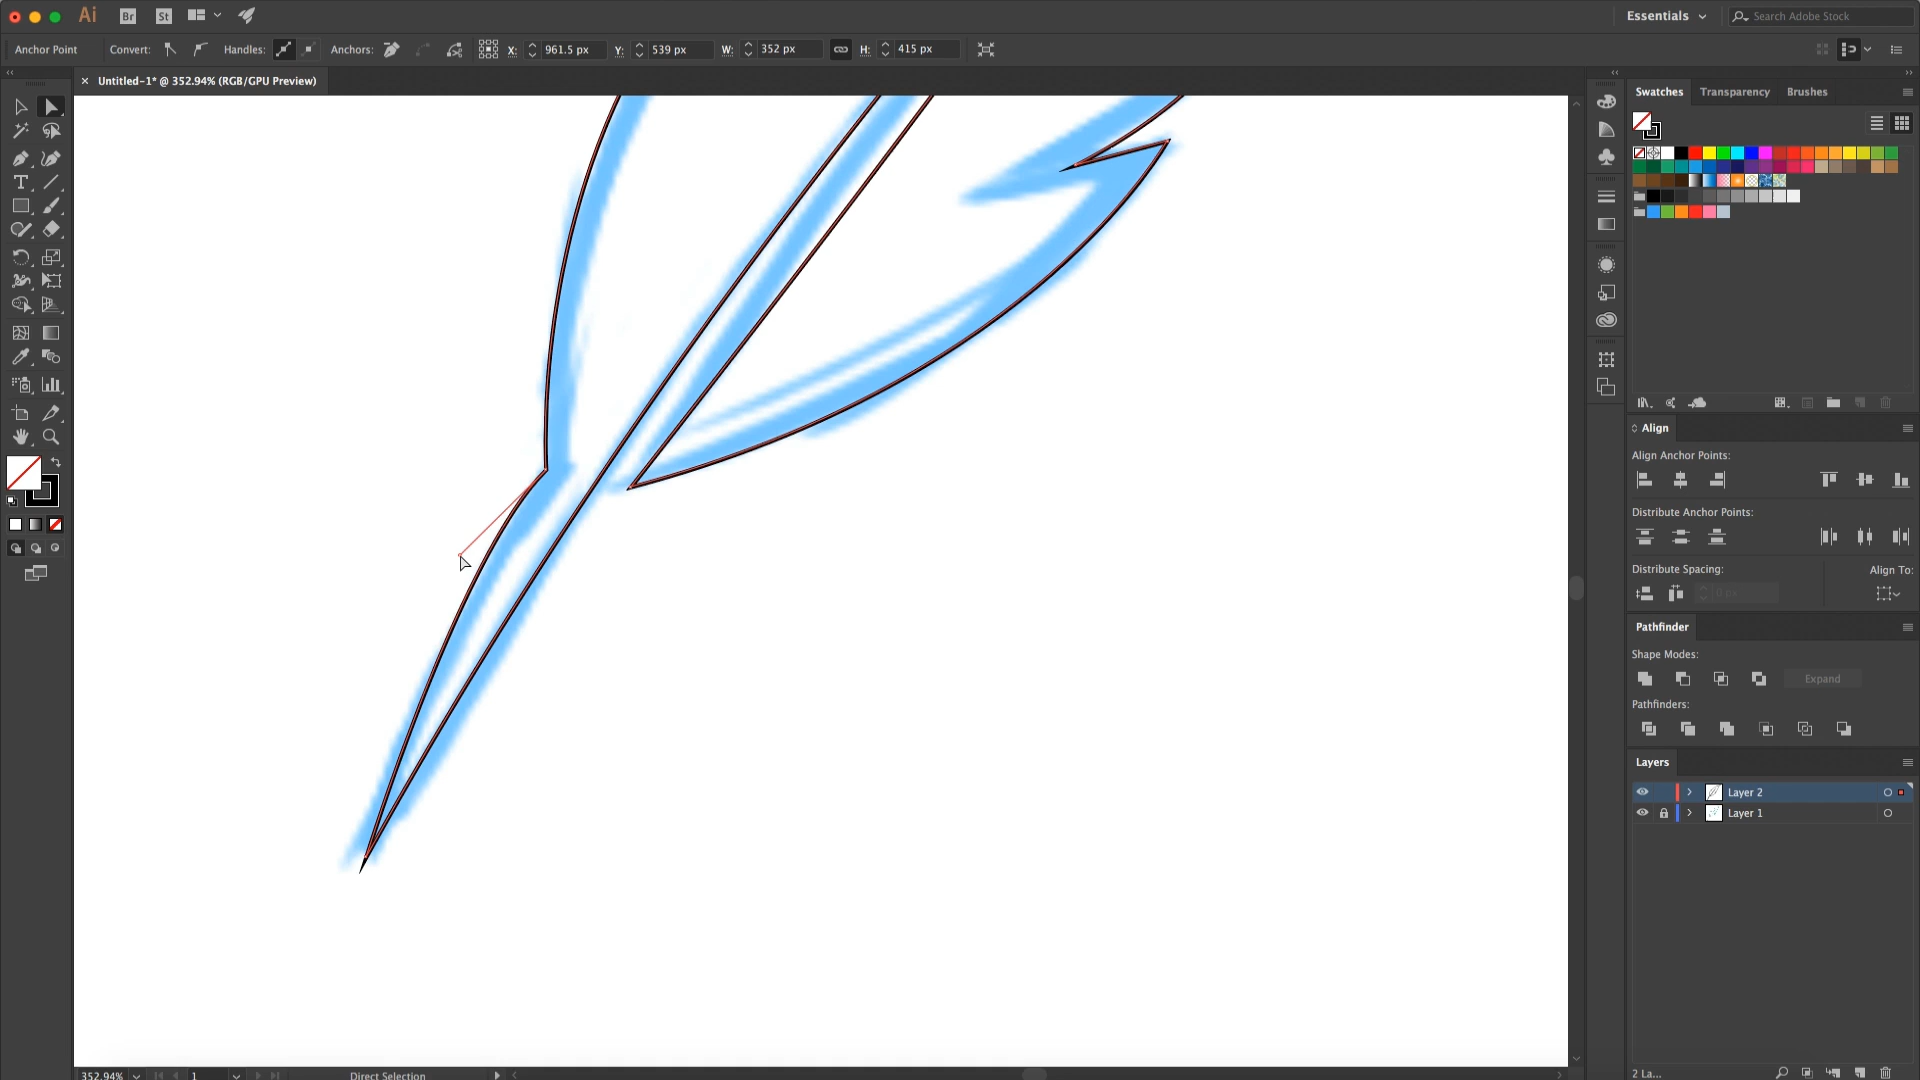 Ai Br St Essentials Search Adobe Stock
Anchor Point Convert: Handles: Anchors: X: 961.5 px Y: 539 px W: 352 px H: 415 px
× Untitled-1* @ 352.94% (RGB/GPU Preview)
Swatches Transparency Brushes
Align
Align Anchor Points:
Distribute Anchor Points:
Distribute Spacing: Align To:
0 px
Pathfinder
Shape Modes:
Expand
Pathfinders:
Layers
Layer 2
Layer 1
352.94% 1 Direct Selection
2 La...